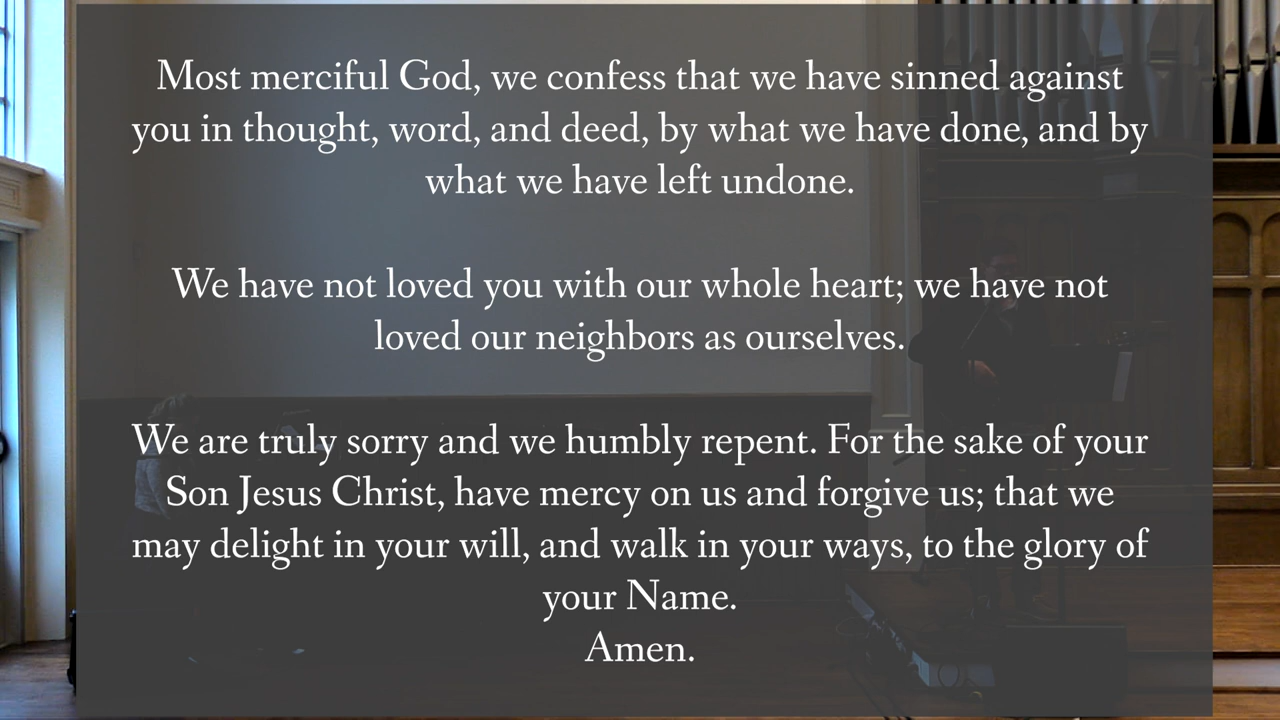 Most merciful God, we confess that we have sinned against
you in thought, word, and deed, by what we have done, and by
what we have left undone.
We have not loved you with our whole heart; we have not
loved our neighbors as ourselves.
We are truly sorry and we humbly repent. For the sake of your
Son Jesus Christ, have mercy on us and forgive us; that we
may delight in your will, and walk in your ways, to the glory of
your Name.
Amen.